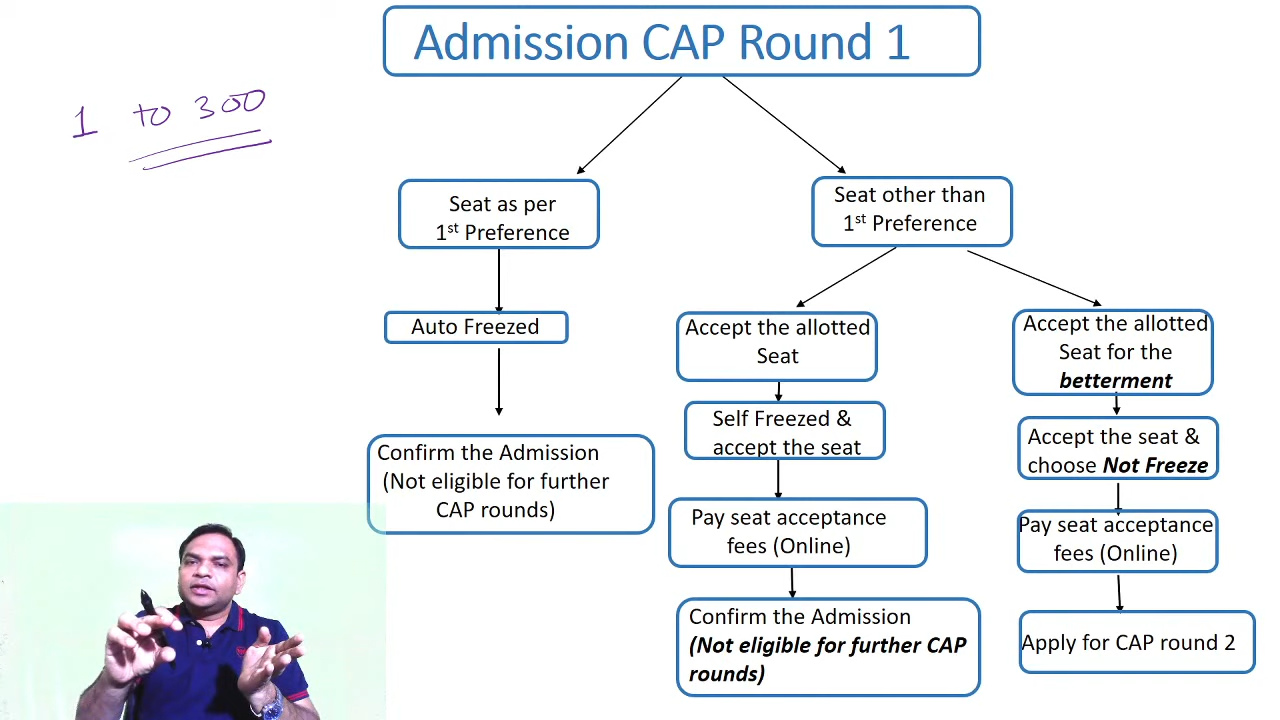 Admission CAP Round 1
1 to 300
Seat as per
1st Preference
Seat other than
1st Preference
Auto Freezed
Confirm the Admission
(Not eligible for further
CAP rounds)
Accept the allotted
Seat
Self Freezed &
accept the seat
Pay seat acceptance
fees (Online)
Confirm the Admission
(Not eligible for further CAP
rounds)
Accept the allotted
Seat for the
betterment
Accept the seat &
choose Not Freeze
Pay seat acceptance
fees (Online)
Apply for CAP round 2